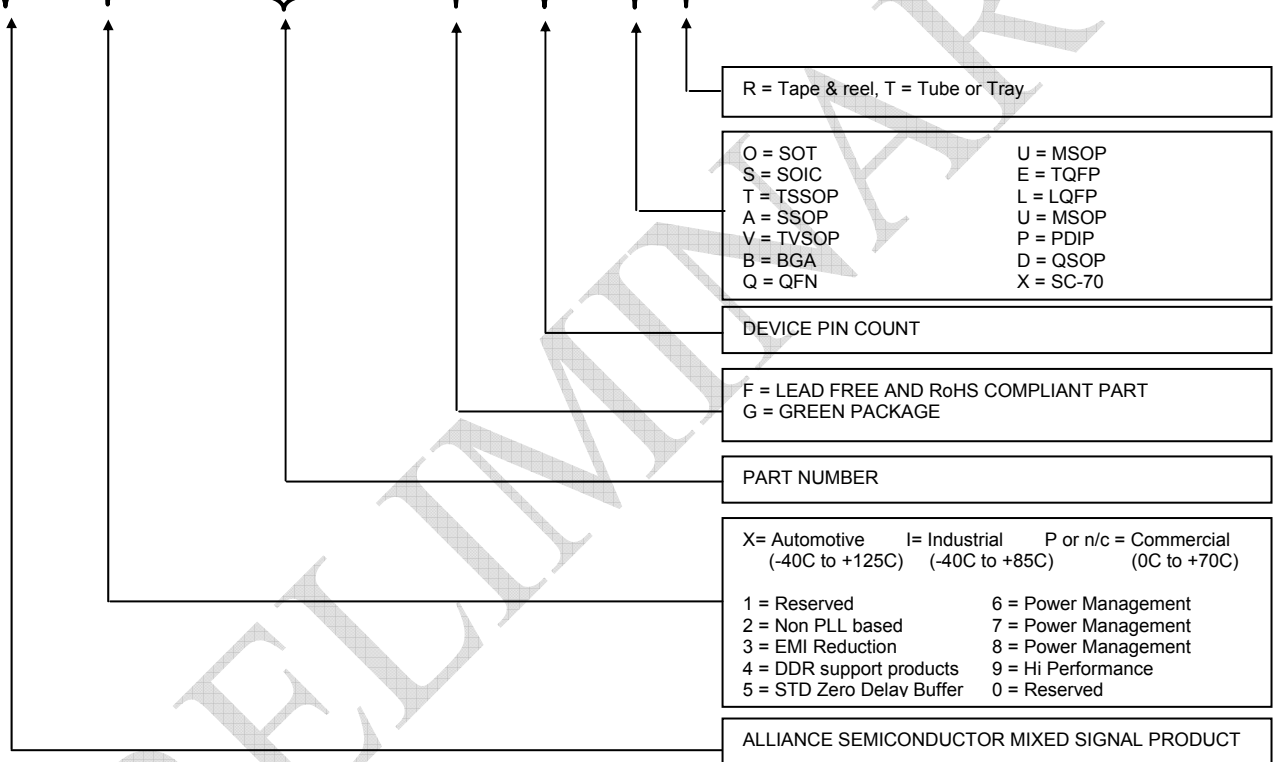 R = Tape & reel, T = Tube or Tray
O = SOT U = MSOP
S = SOIC E = TQFP
T = TSSOP L = LQFP
A = SSOP U = MSOP
V = TVSOP P = PDIP
B = BGA D = QSOP
Q = QFN X = SC-70
DEVICE PIN COUNT
F = LEAD FREE AND RoHS COMPLIANT PART
G = GREEN PACKAGE
PART NUMBER
X= Automotive I= Industrial P or n/c = Commercial
(-40C to +125C) (-40C to +85C) (0C to +70C)
1 = Reserved 6 = Power Management
2 = Non PLL based 7 = Power Management
3 = EMI Reduction 8 = Power Management
4 = DDR support products 9 = Hi Performance
5 = STD Zero Delay Buffer 0 = Reserved
ALLIANCE SEMICONDUCTOR MIXED SIGNAL PRODUCT
ELIMINAR